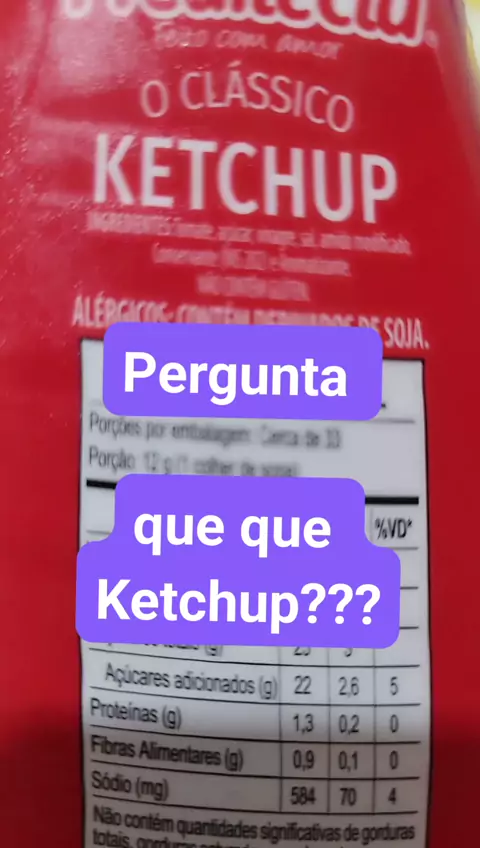 Feito com amor
O CLÁSSICO
KETCHUP
NÃO CONTÉM GLÚTEN
ALÉRGICOS: CONTÉM DERIVADOS DE SOJA.
Pergunta
Porções por embalagem: Cerca de 33
Porção: 12 g (1 colher de sopa)
que que
%VD*
Ketchup???
Açúcares adicionados (g) 22 2,6 5
Proteínas (g) 1,3 0,2 0
Fibras Alimentares (g) 0,9 0,1 0
Sódio (mg) 584 70 4
Não contém quantidades significativas de gorduras